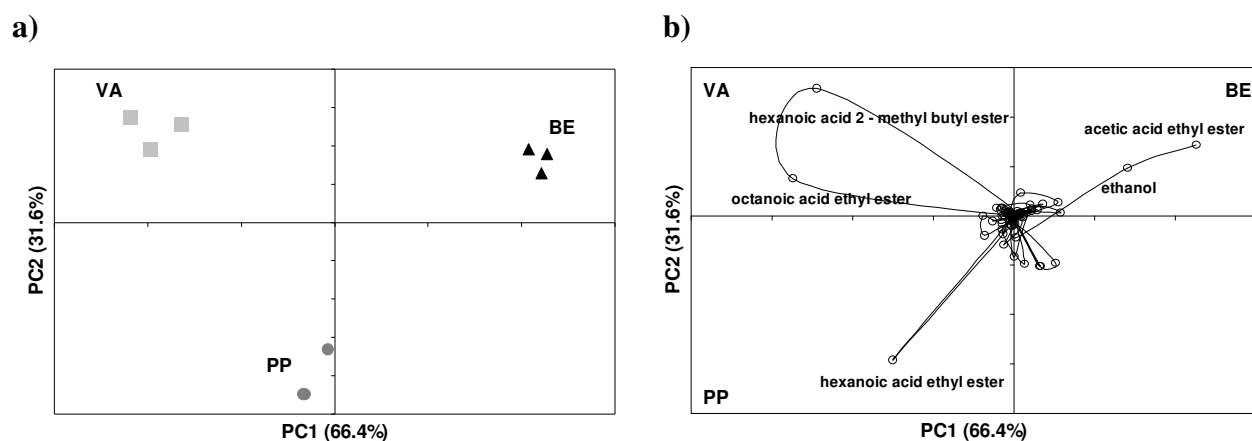 a)
VA
BE
PP
PC2 (31.6%)
PC1 (66.4%)
b)
VA
BE
hexanoic acid 2 - methyl butyl ester
acetic acid ethyl ester
octanoic acid ethyl ester
ethanol
hexanoic acid ethyl ester
PP
PC2 (31.6%)
PC1 (66.4%)